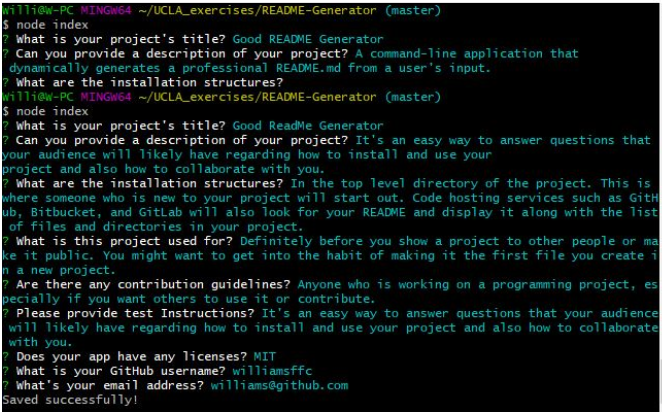 Willi@W-PC MINGW64 ~/UCLA_exercises/README-Generator (master)
$ node index
? What is your project's title? Good README Generator
? Can you provide a description of your project? A command-line application that
 dynamically generates a professional README.md from a user's input.
? What are the installation structures?
Willi@W-PC MINGW64 ~/UCLA_exercises/README-Generator (master)
$ node index
? What is your project's title? Good ReadMe Generator
? Can you provide a description of your project? It's an easy way to answer questions that
your audience will likely have regarding how to install and use your
project and also how to collaborate with you.
? What are the installation structures? In the top level directory of the project. This is
where someone who is new to your project will start out. Code hosting services such as GitH
ub, Bitbucket, and GitLab will also look for your README and display it along with the list
 of files and directories in your project.
? What is this project used for? Definitely before you show a project to other people or ma
ke it public. You might want to get into the habit of making it the first file you create i
n a new project.
? Are there any contribution guidelines? Anyone who is working on a programming project, es
pecially if you want others to use it or contribute.
? Please provide test Instructions? It's an easy way to answer questions that your audience
 will likely have regarding how to install and use your project and also how to collaborate
 with you.
? Does your app have any licenses? MIT
? What is your GitHub username? williamsffc
? What's your email address? williams@github.com
Saved successfully!